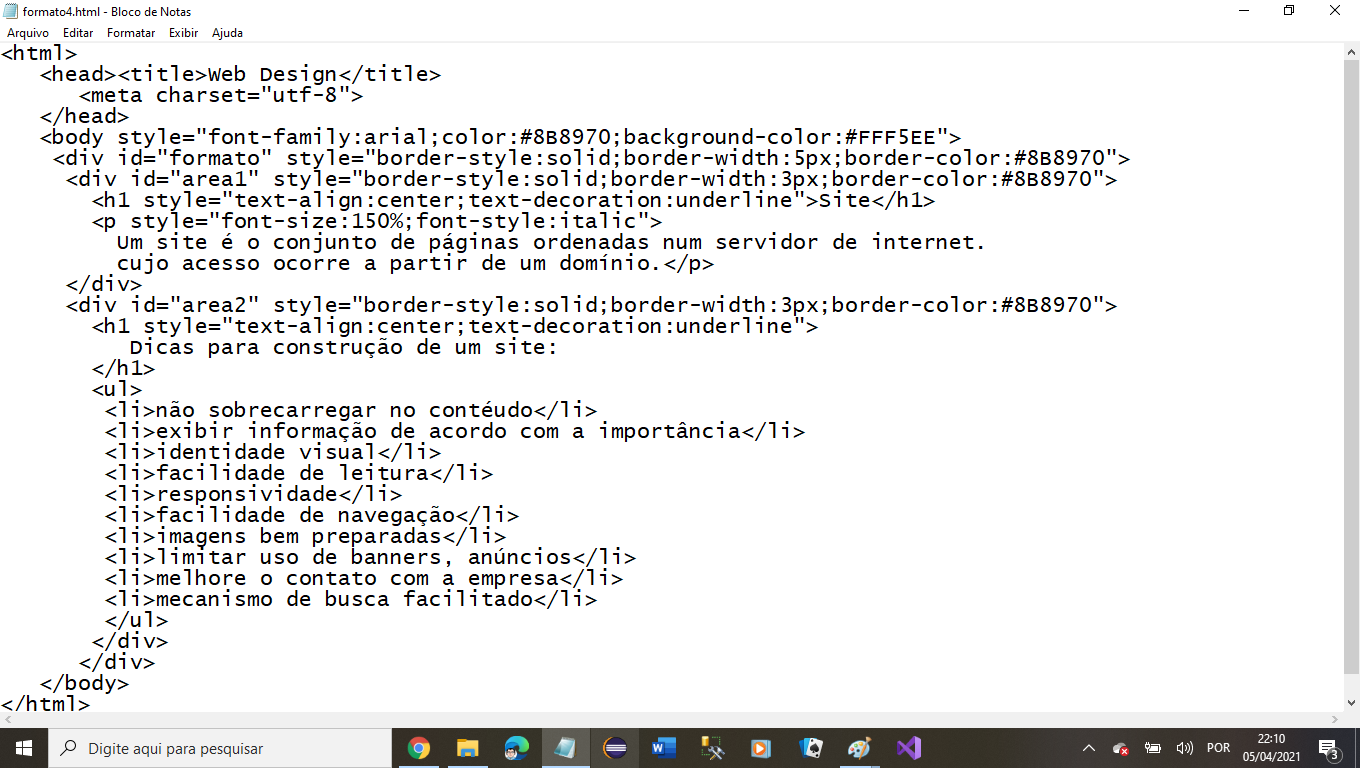 formato4.html - Bloco de Notas
Arquivo Editar Formatar Exibir Ajuda
<html>
<head><title>Web Design</title>
<meta charset="utf-8">
</head>
<body style="font-family:arial;color:#8B8970;background-color:#FFF5EE">
<div id="formato" style="border-style:solid;border-width:5px;border-color:#8B8970">
<div id="area1" style="border-style:solid;border-width:3px;border-color:#8B8970">
<h1 style="text-align:center;text-decoration:underline">Site</h1>
<p style="font-size:150%;font-style:italic">
Um site é o conjunto de páginas ordenadas num servidor de internet.
cujo acesso ocorre a partir de um domínio.</p>
</div>
<div id="area2" style="border-style:solid;border-width:3px;border-color:#8B8970">
<h1 style="text-align:center;text-decoration:underline">
Dicas para construção de um site:
</h1>
<ul>
<li>não sobrecarregar no contéudo</li>
<li>exibir informação de acordo com a importância</li>
<li>identidade visual</li>
<li>facilidade de leitura</li>
<li>responsividade</li>
<li>facilidade de navegação</li>
<li>imagens bem preparadas</li>
<li>limitar uso de banners, anúncios</li>
<li>melhore o contato com a empresa</li>
<li>mecanismo de busca facilitado</li>
</ul>
</div>
</div>
</body>
</html>
Digite aqui para pesquisar
POR
22:10
05/04/2021
3